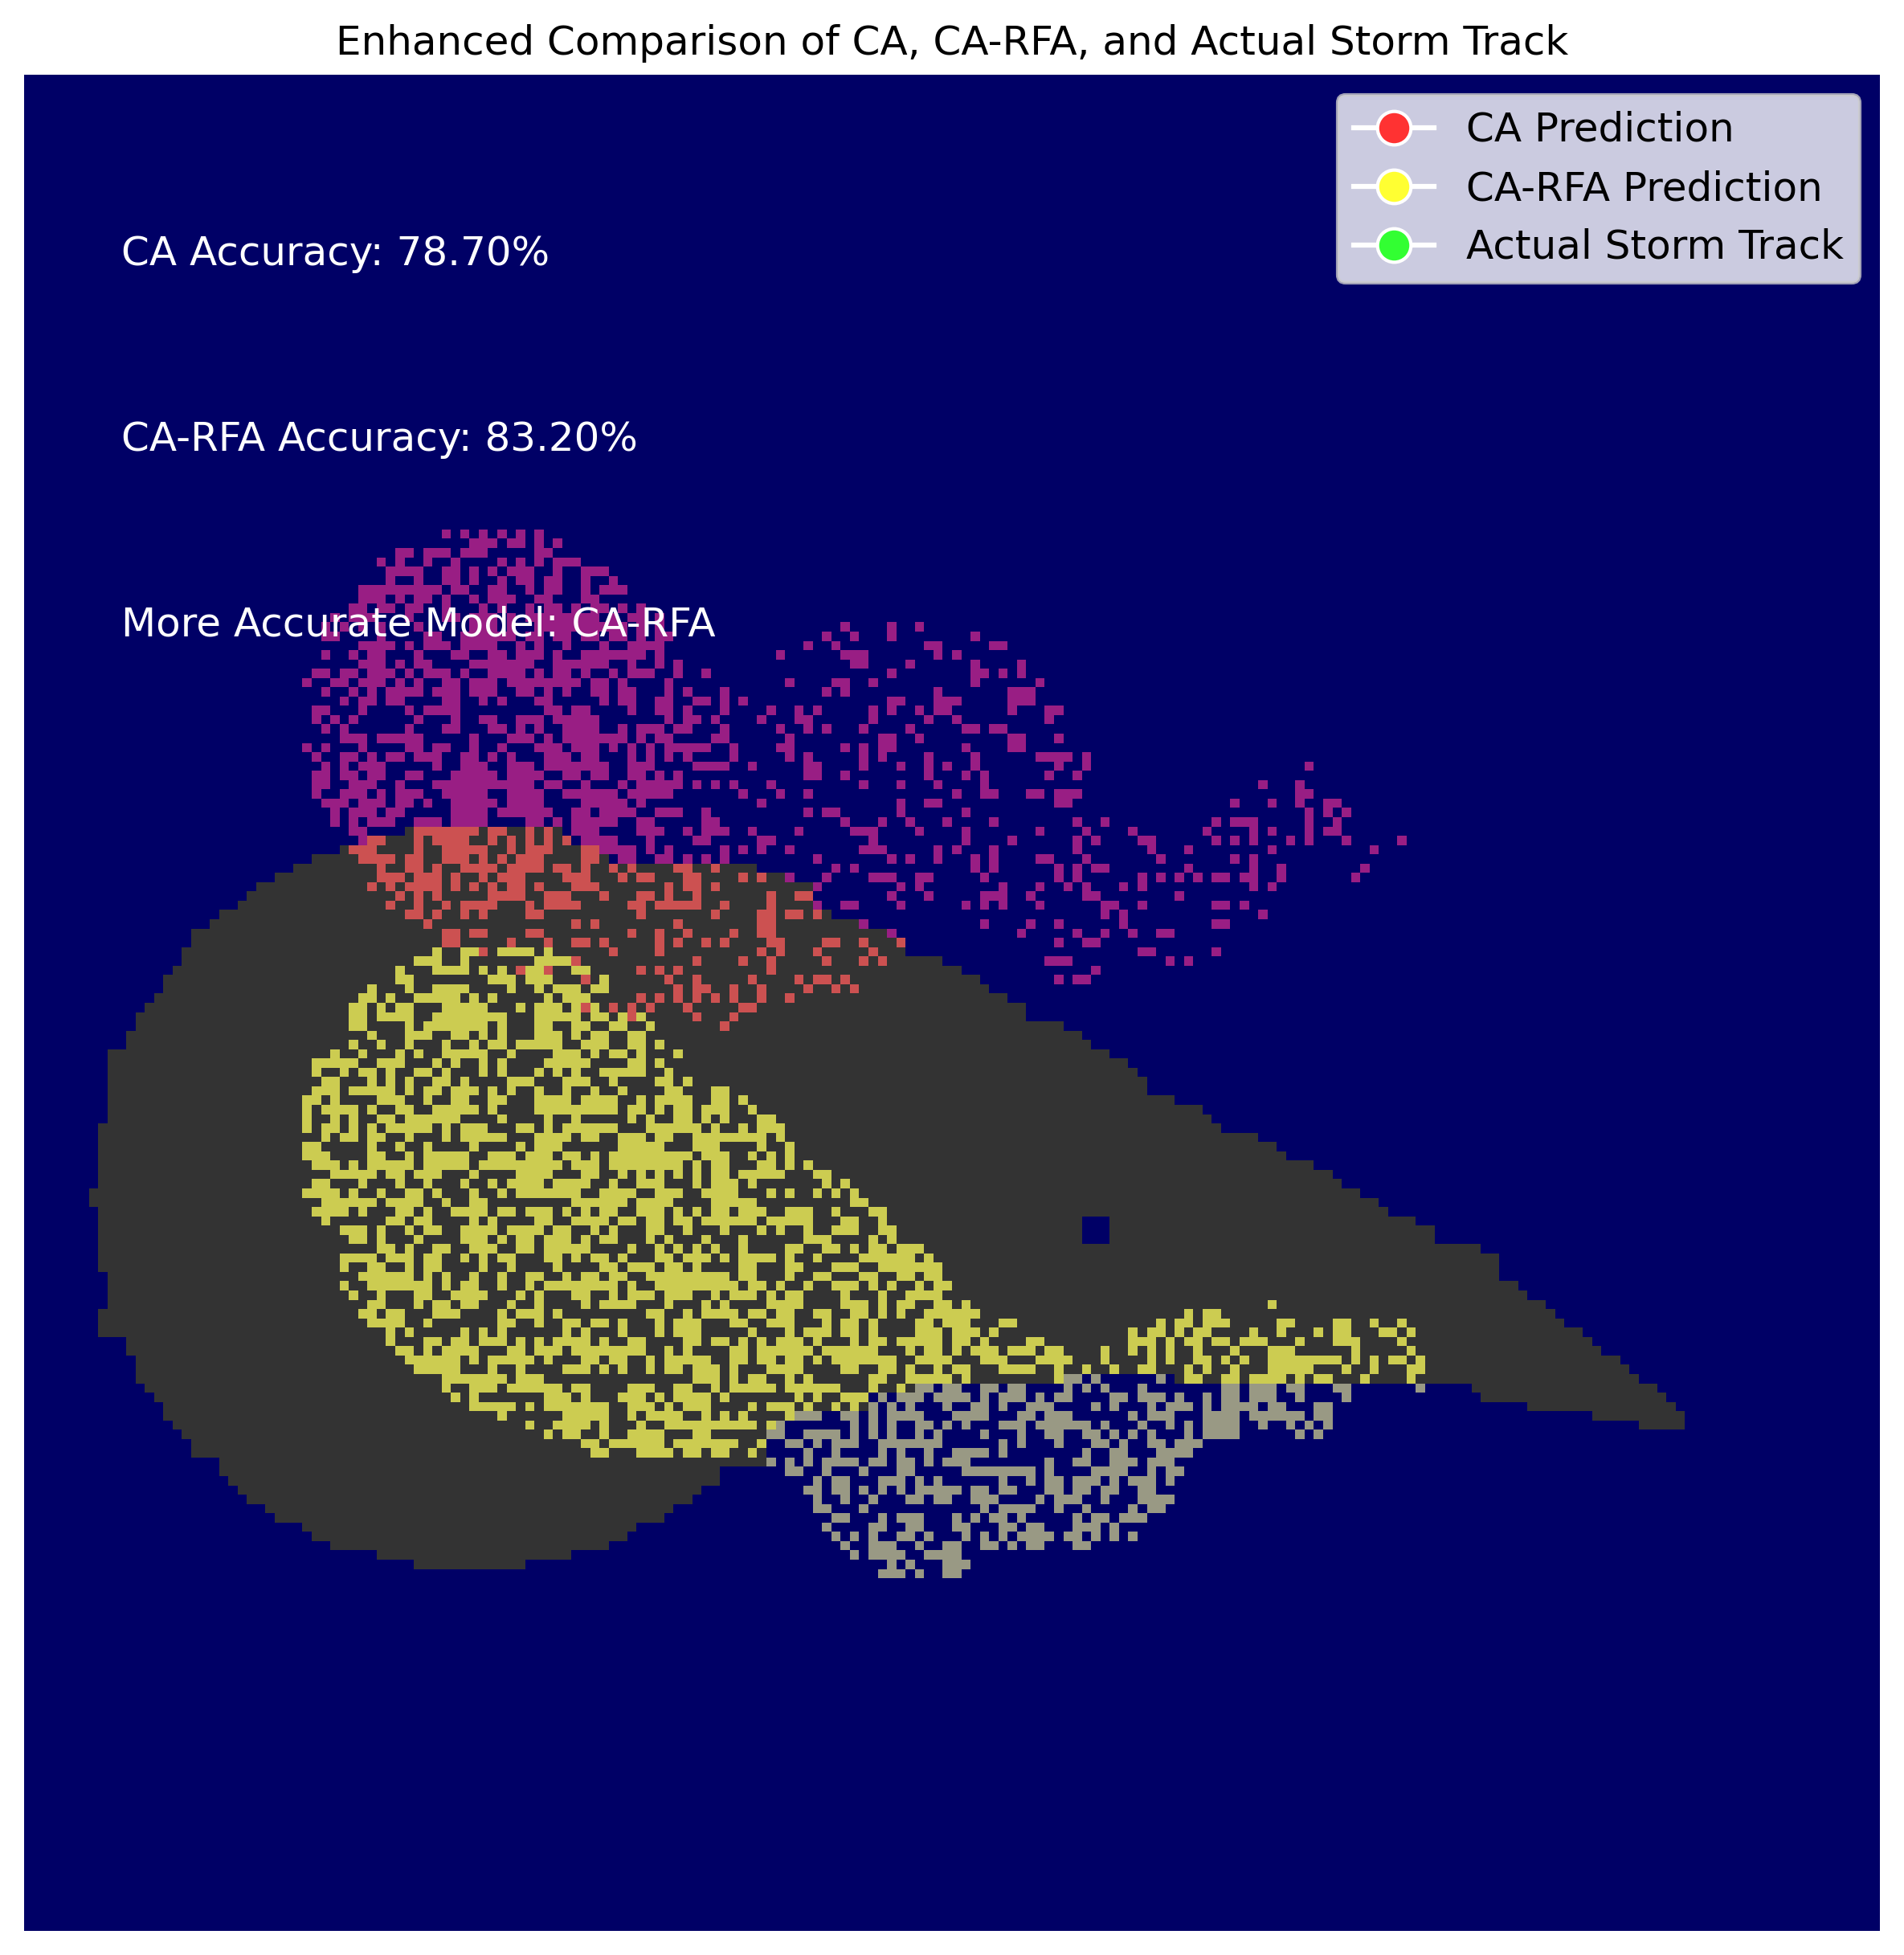 Enhanced Comparison of CA, CA-RFA, and Actual Storm Track
CA Prediction
CA-RFA Prediction
Actual Storm Track
CA Accuracy: 78.70%
CA-RFA Accuracy: 83.20%
More Accurate Model: CA-RFA